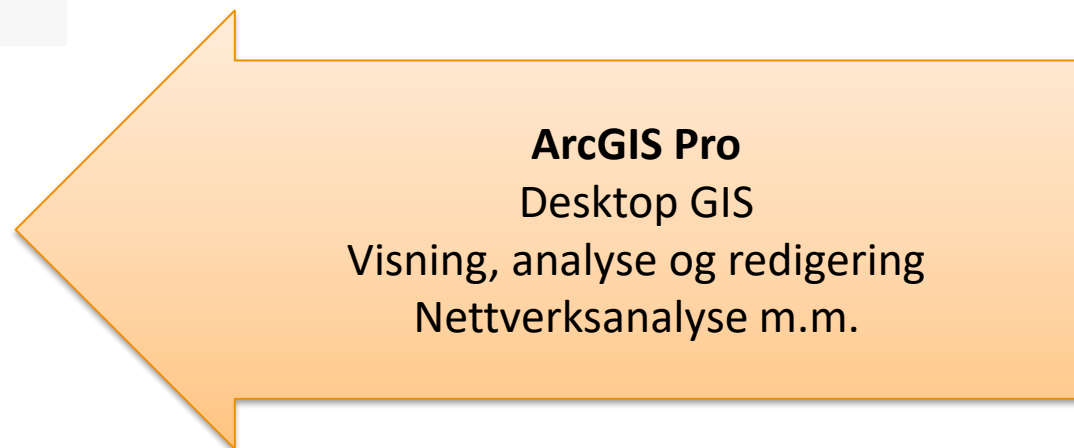 ArcGIS Pro
Desktop GIS
Visning, analyse og redigering
Nettverksanalyse m.m.